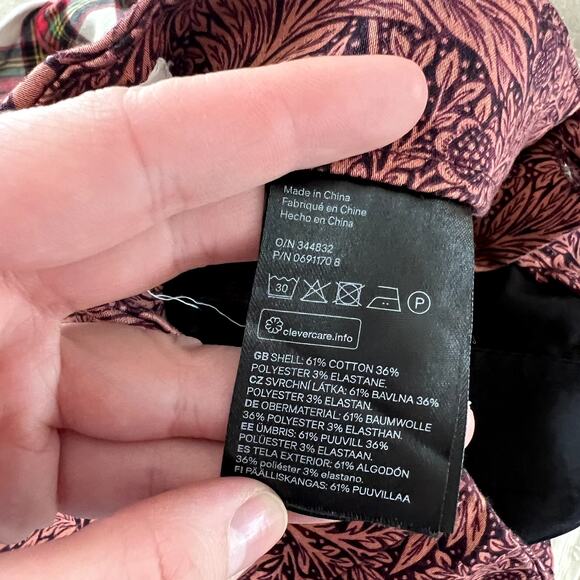 Made in China
Fabriqué en Chine
Hecho en China
O/N 344832
P/N 0691170 8
30
P
clevercare.info
GB SHELL: 61% COTTON 36%
POLYESTER 3% ELASTANE.
CZ SVRCHNÍ LÁTKA: 61% BAVLNA 36%
POLYESTER 3% ELASTAN.
DE OBERMATERIAL: 61% BAUMWOLLE
36% POLYESTER 3% ELASTHAN.
EE ÜMBRIS: 61% PUUVILL 36%
POLÜESTER 3% ELASTAAN.
ES TELA EXTERIOR: 61% ALGODÓN
36% poliéster 3% elastano.
FI PÄÄLLISKANGAS: 61% PUUVILLAA